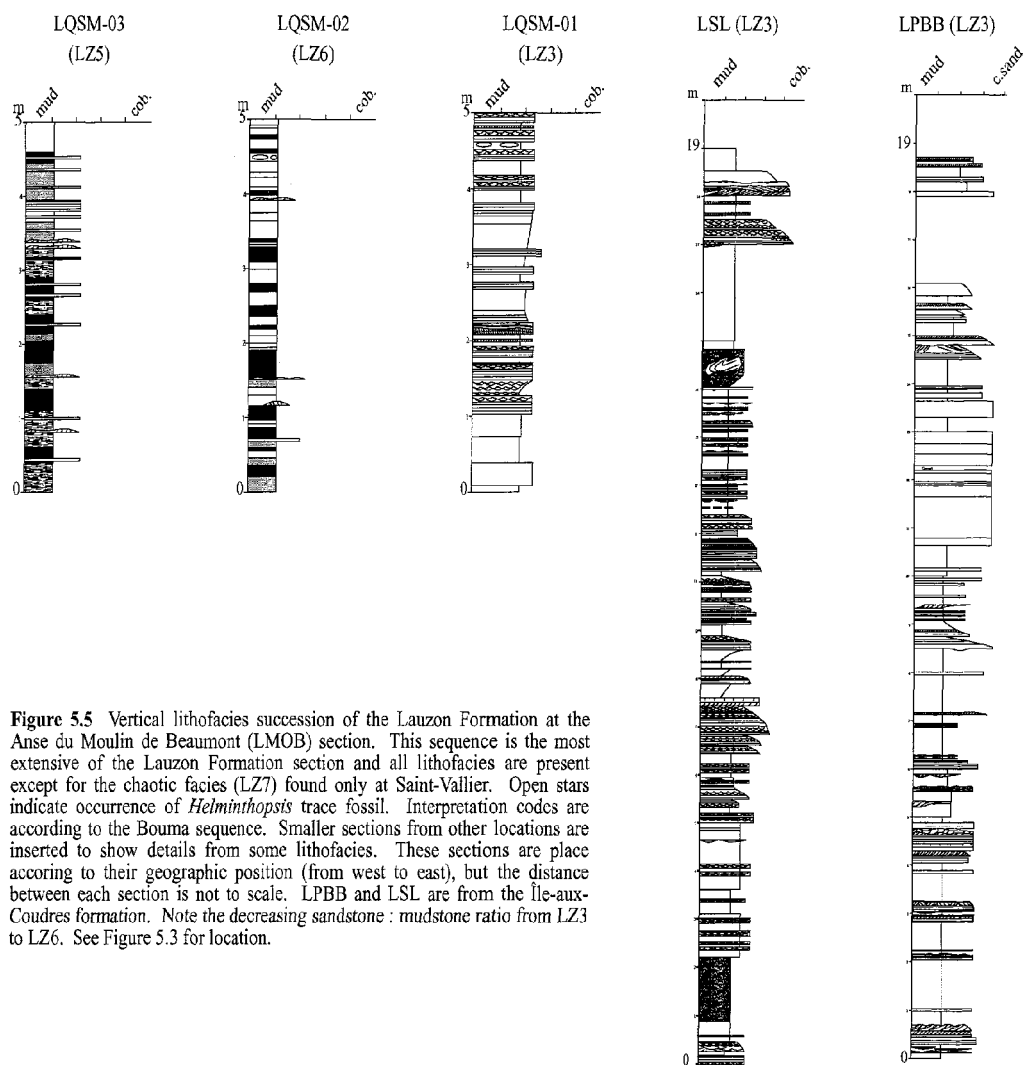 LQSM-03
(LZ5)
m
mud
cob.
5
4
3
2
1
0
LQSM-02
(LZ6)
m
mud
cob.
5
4
3
2
1
0
LQSM-01
(LZ3)
m
mud
cob.
5
4
3
2
1
0
LSL (LZ3)
m
mud
cob.
19
0
LPBB (LZ3)
m
mud
c.sand
19
0
Figure 5.5 Vertical lithofacies succession of the Lauzon Formation at the
Anse du Moulin de Beaumont (LMOB) section. This sequence is the most
extensive of the Lauzon Formation section and all lithofacies are present
except for the chaotic facies (LZ7) found only at Saint-Vallier. Open stars
indicate occurrence of Helminthopsis trace fossil. Interpretation codes are
according to the Bouma sequence. Smaller sections from other locations are
inserted to show details from some lithofacies. These sections are place
accoring to their geographic position (from west to east), but the distance
between each section is not to scale. LPBB and LSL are from the Île-aux-
Coudres formation. Note the decreasing sandstone : mudstone ratio from LZ3
to LZ6. See Figure 5.3 for location.